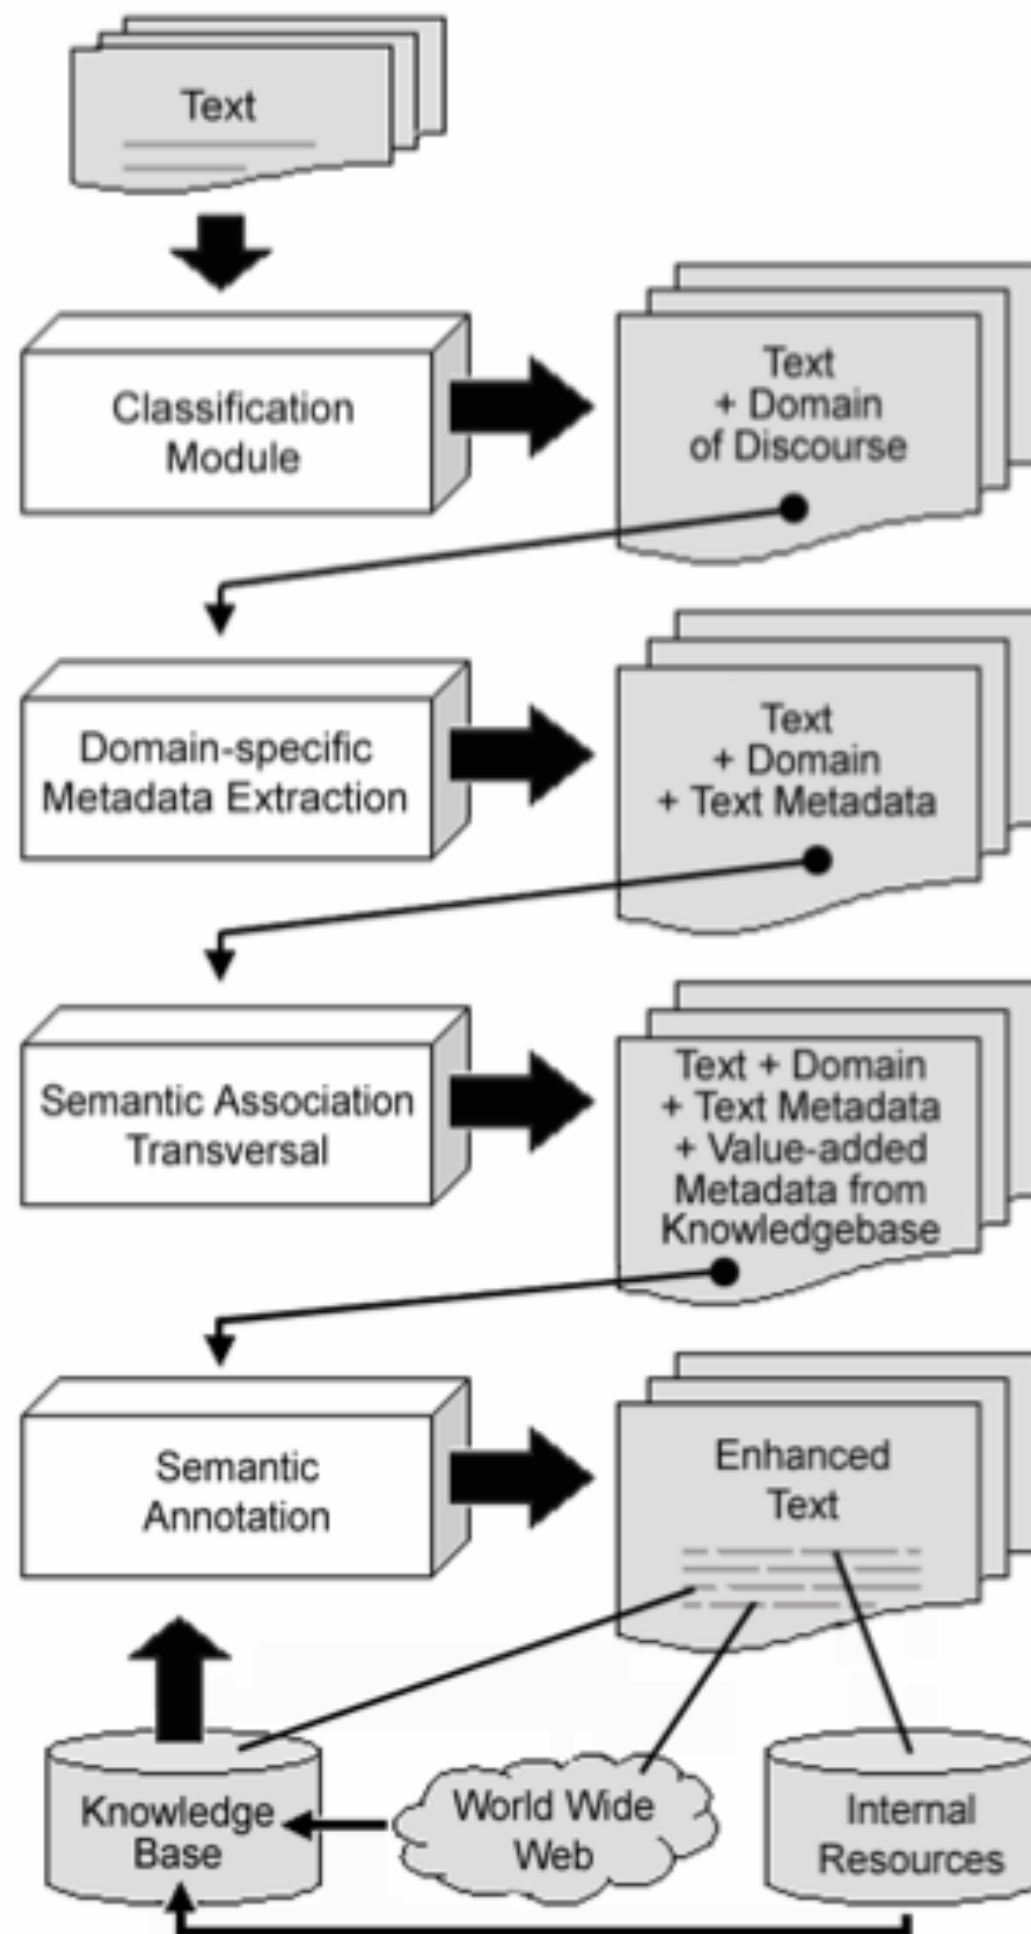 Text
Classification
Module
Text
+ Domain
of Discourse
Domain-specific
Metadata Extraction
Text
+ Domain
+ Text Metadata
Semantic Association
Transversal
Text + Domain
+ Text Metadata
+ Value-added
Metadata from
Knowledgebase
Semantic
Annotation
Enhanced
Text
Knowledge
Base
World Wide
Web
Internal
Resources